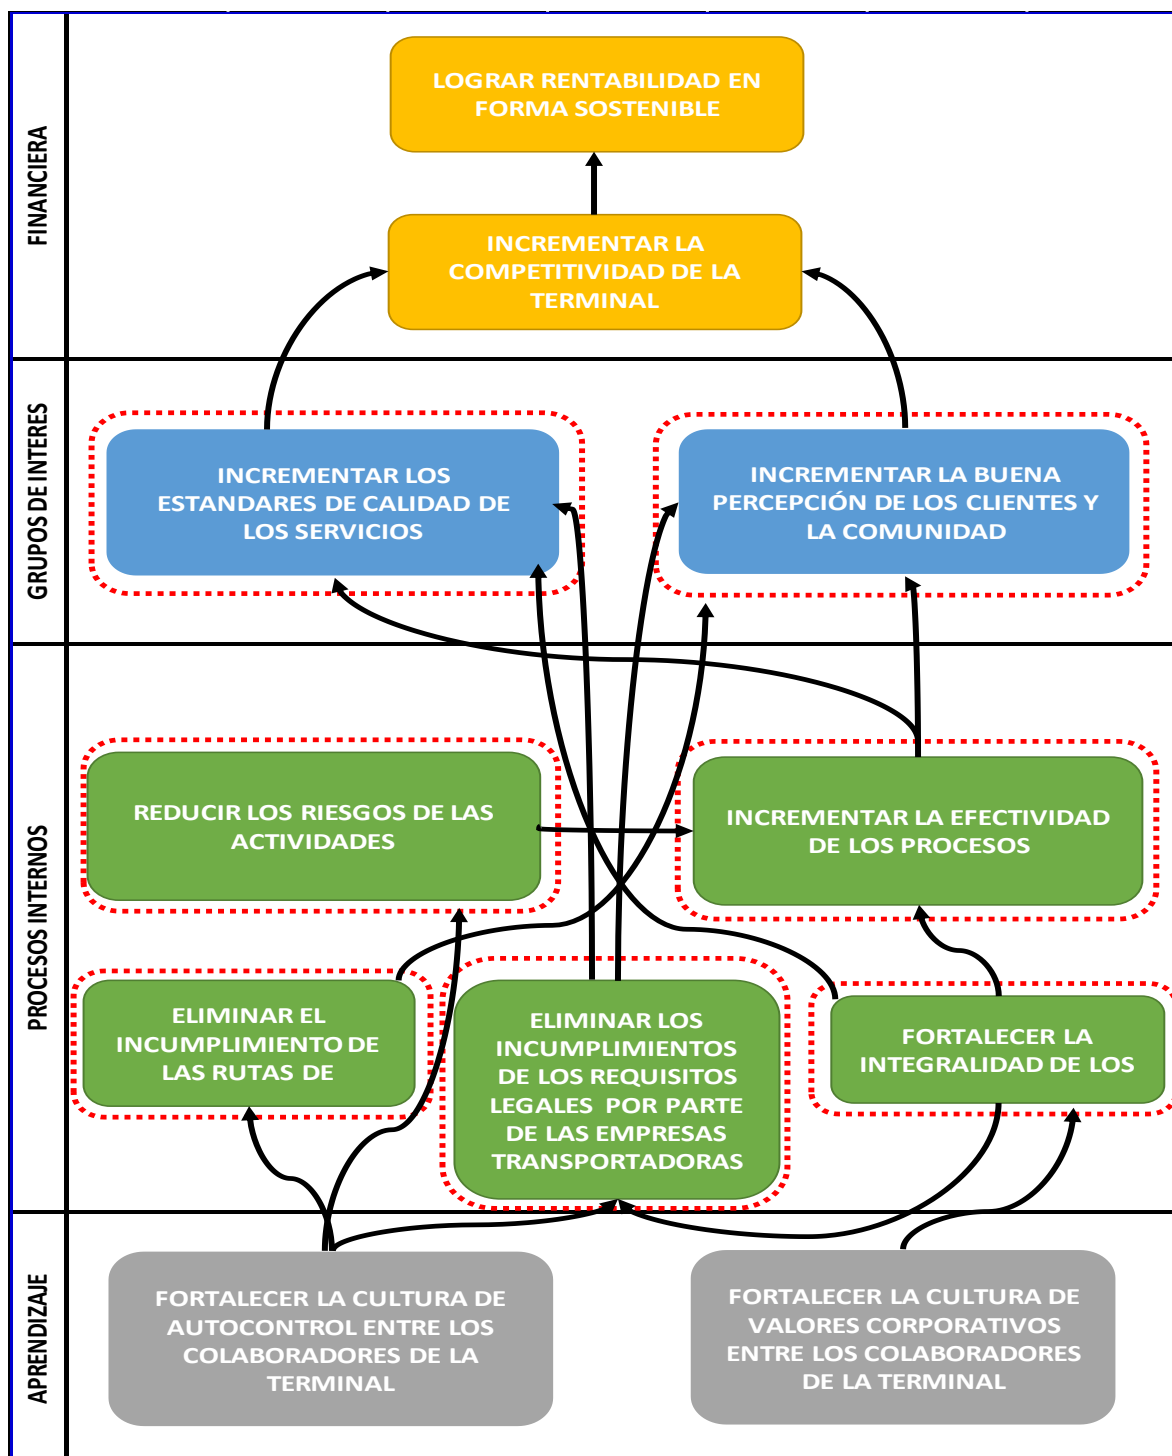 FINANCIERA
LOGRAR RENTABILIDAD EN
FORMA SOSTENIBLE
INCREMENTAR LA
COMPETITIVIDAD DE LA
TERMINAL
GRUPOS DE INTERES
INCREMENTAR LOS
ESTANDARES DE CALIDAD DE
LOS SERVICIOS
INCREMENTAR LA BUENA
PERCEPCIÓN DE LOS CLIENTES Y
LA COMUNIDAD
PROCESOS INTERNOS
REDUCIR LOS RIESGOS DE LAS
ACTIVIDADES
INCREMENTAR LA EFECTIVIDAD
DE LOS PROCESOS
ELIMINAR EL
INCUMPLIMIENTO DE
LAS RUTAS DE
ELIMINAR LOS
INCUMPLIMIENTOS
DE LOS REQUISITOS
LEGALES POR PARTE
DE LAS EMPRESAS
TRANSPORTADORAS
FORTALECER LA
INTEGRALIDAD DE LOS
APRENDIZAJE
FORTALECER LA CULTURA DE
AUTOCONTROL ENTRE LOS
COLABORADORES DE LA
TERMINAL
FORTALECER LA CULTURA DE
VALORES CORPORATIVOS
ENTRE LOS COLABORADORES
DE LA TERMINAL